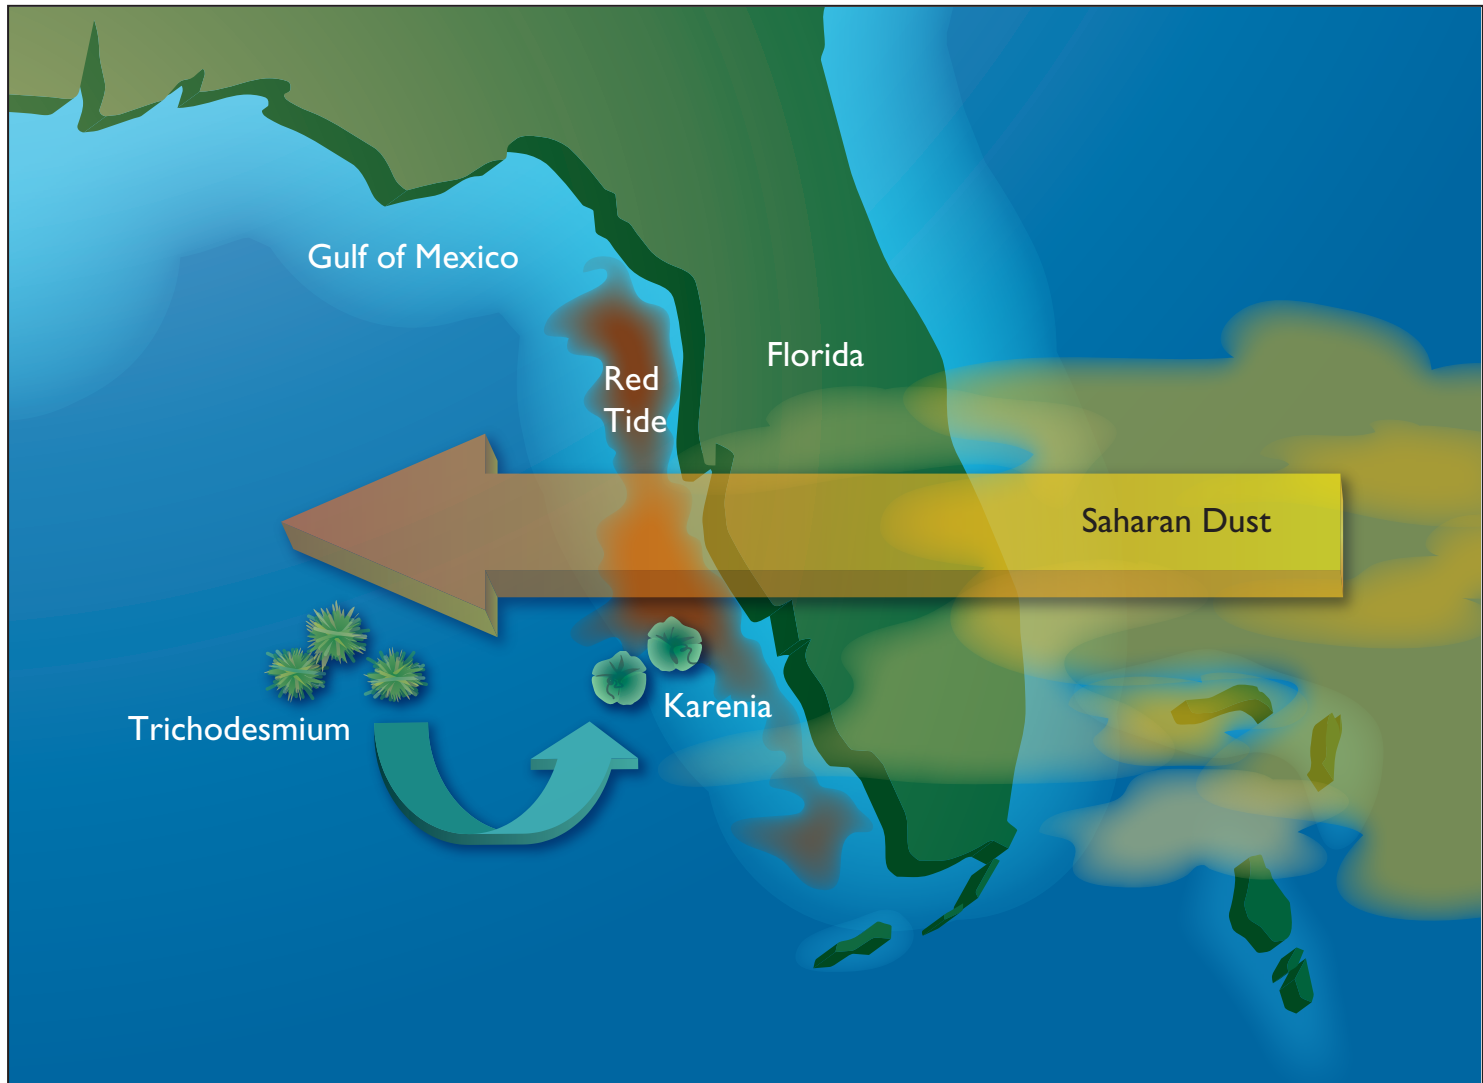 Gulf of Mexico
Florida
Red
Tide
Saharan Dust
Karenia
Trichodesmium